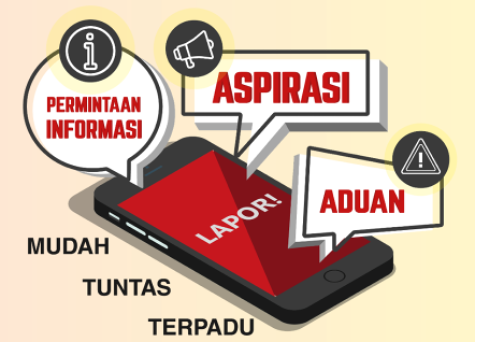 PERMINTAAN
INFORMASI
ASPIRASI
ADUAN
LAPOR!
MUDAH
TUNTAS
TERPADU